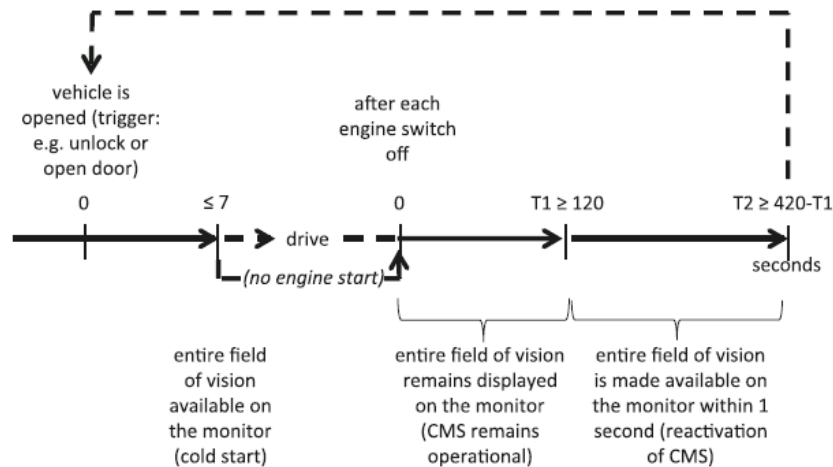 vehicle is
opened (trigger:
e.g. unlock or
open door)
after each
engine switch
off
0
≤ 7
0
T1 ≥ 120
T2 ≥ 420-T1
drive
(no engine start)
seconds
entire field
of vision
available on
the monitor
(cold start)
entire field of vision
remains displayed
on the monitor
(CMS remains
operational)
entire field of vision
is made available on
the monitor within 1
second (reactivation
of CMS)